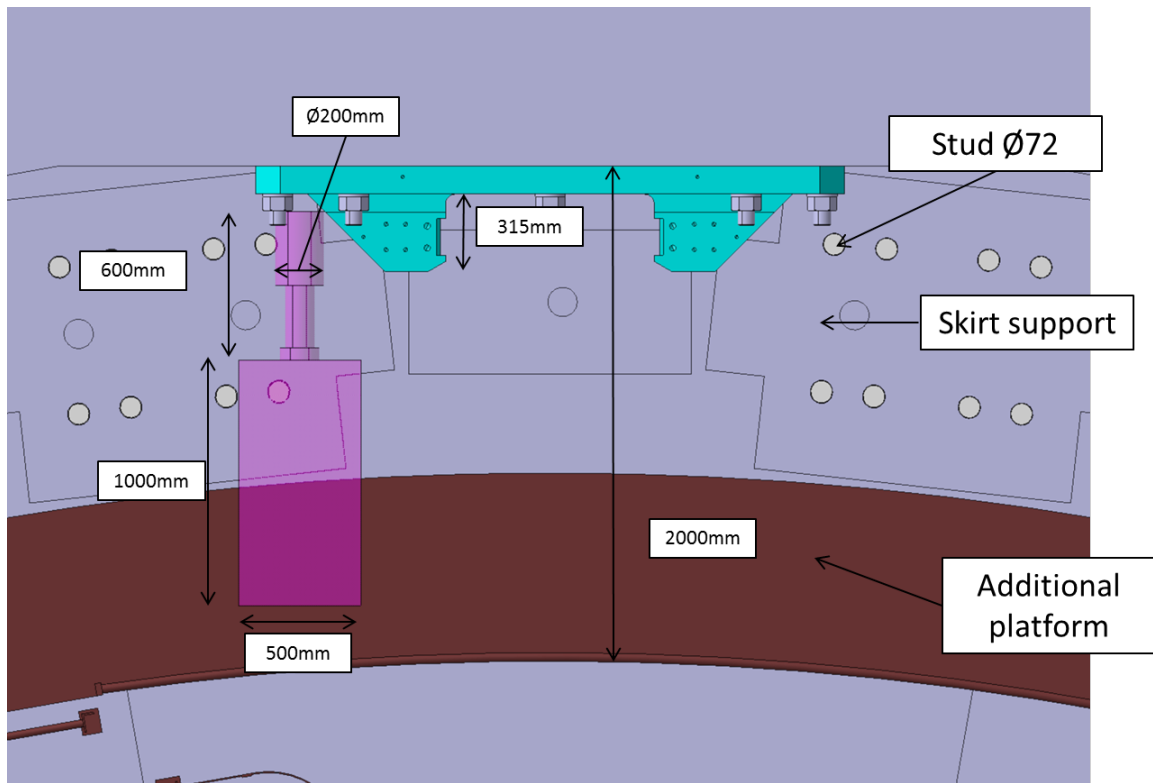 Ø200mm
Stud Ø72
315mm
600mm
Skirt support
1000mm
2000mm
Additional
platform
500mm